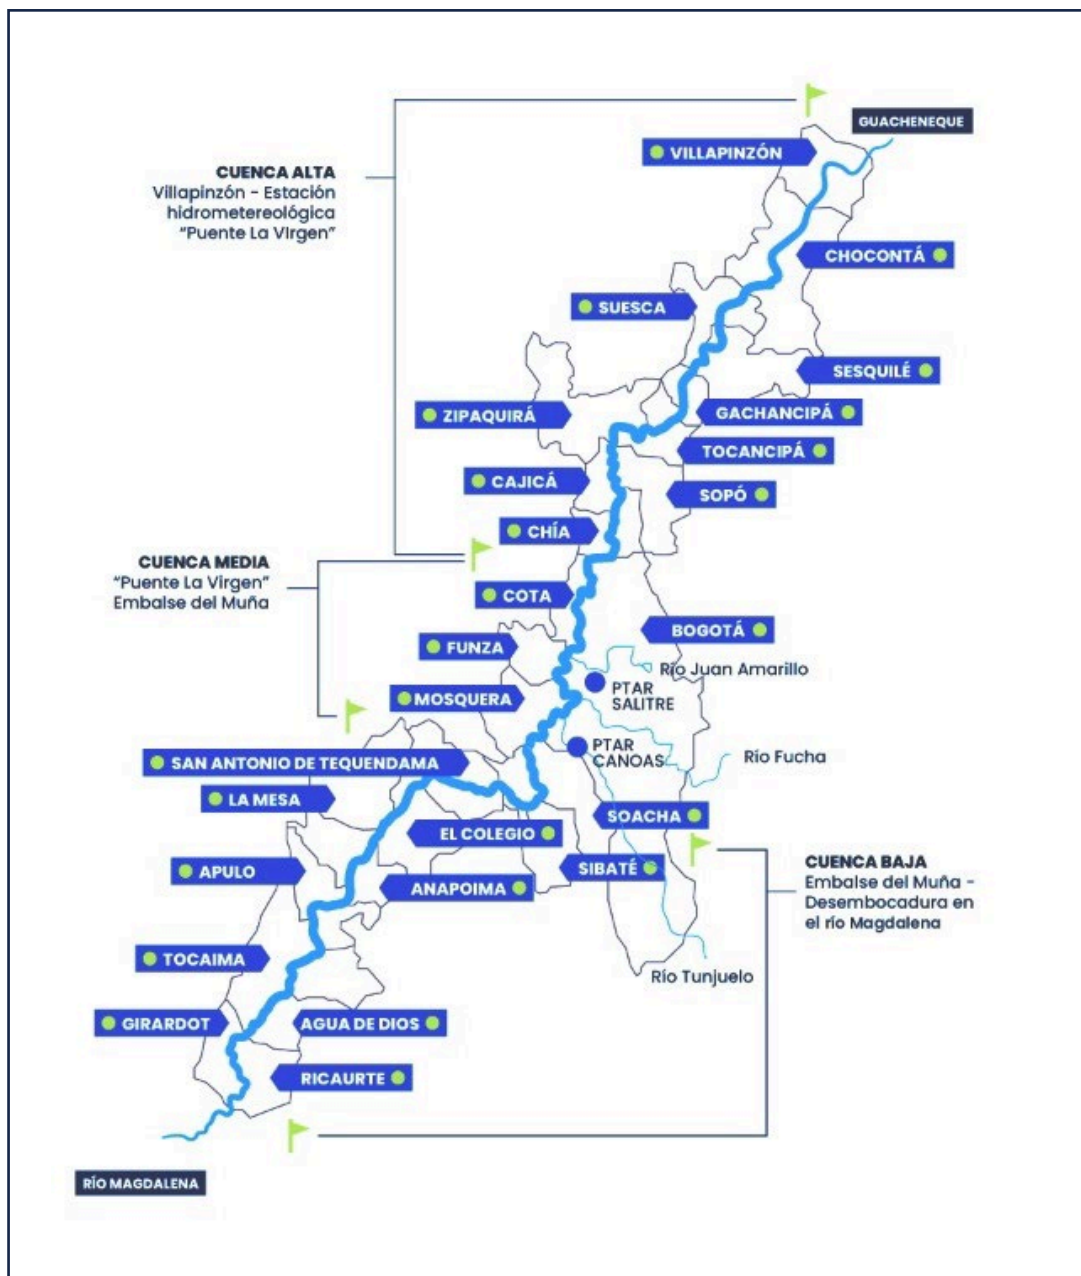 GUACHENEQUE
VILLAPINZÓN
CUENCA ALTA
Villapinzón - Estación
hidrometereológica
“Puente La VIrgen”
CHOCONTÁ
SUESCA
SESQUILÉ
ZIPAQUIRÁ
GACHANCIPÁ
TOCANCIPÁ
CAJICÁ
SOPÓ
CHÍA
CUENCA MEDIA
“Puente La Virgen”
Embalse del Muña
COTA
BOGOTÁ
FUNZA
Río Juan Amarillo
PTAR
SALITRE
MOSQUERA
PTAR
CANOAS
Río Fucha
SAN ANTONIO DE TEQUENDAMA
LA MESA
SOACHA
EL COLEGIO
CUENCA BAJA
Embalse del Muña -
Desembocadura en
el río Magdalena
APULO
SIBATÉ
ANAPOIMA
TOCAIMA
Río Tunjuelo
GIRARDOT
AGUA DE DIOS
RICAURTE
RÍO MAGDALENA